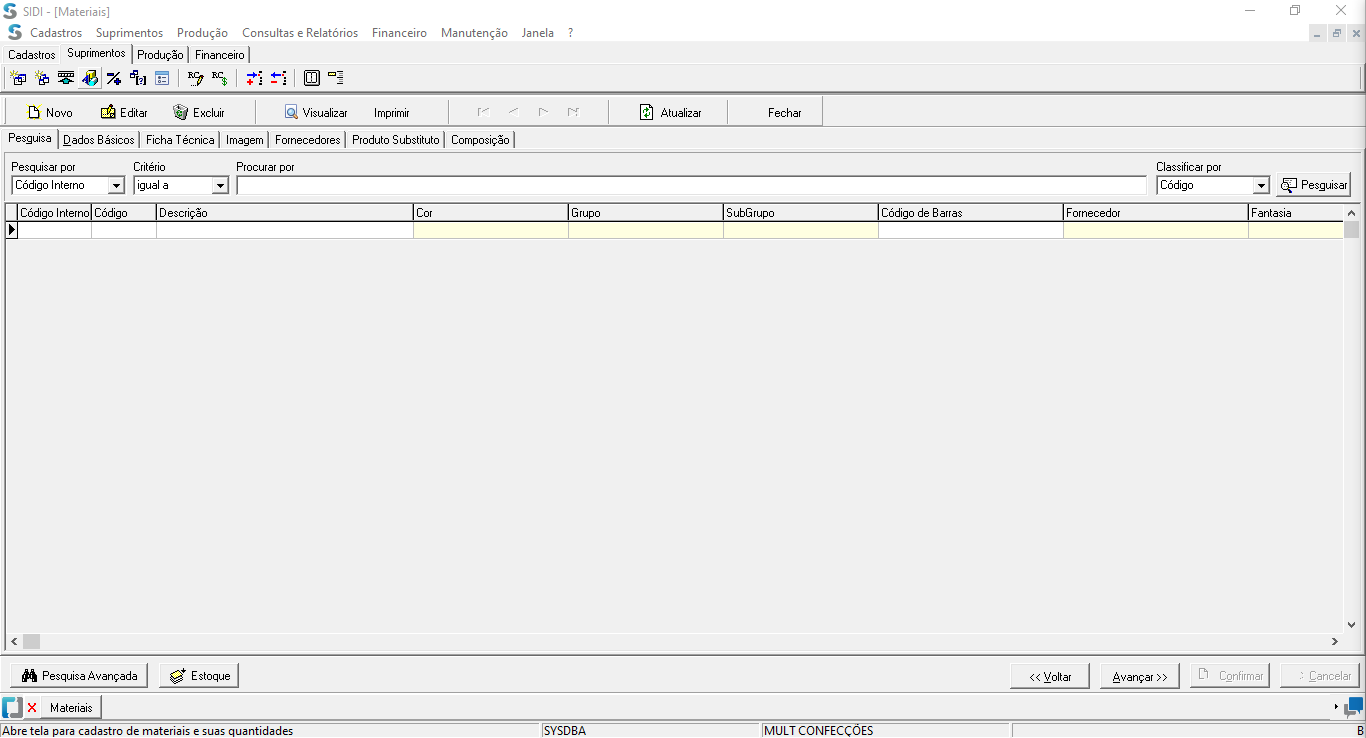 SIDI - [Materiais]
Cadastros Suprimentos Produção Consultas e Relatórios Financeiro Manutenção Janela ?
Cadastros Suprimentos Produção Financeiro
Novo Editar Excluir Visualizar Imprimir Atualizar Fechar
Pesquisa Dados Básicos Ficha Técnica Imagem Fornecedores Produto Substituto Composição
Pesquisar por Critério Procurar por Classificar por
Código Interno igual a Código Pesquisar
Código Interno Código Descrição Cor Grupo SubGrupo Código de Barras Fornecedor Fantasia
Pesquisa Avançada Estoque << Voltar Avançar >> Confirmar Cancelar
Materiais
Abre tela para cadastro de materiais e suas quantidades SYSDBA MULT CONFECÇÕES B